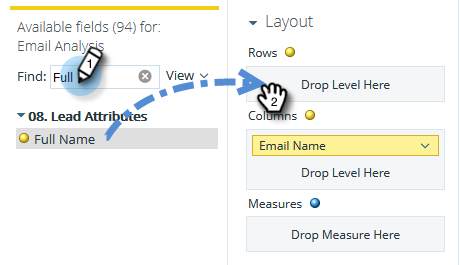 Available fields (94) for:
Email Analysis
Find: Full View
1
08. Lead Attributes
Full Name
Layout
Rows
Drop Level Here
2
Columns
Email Name
Drop Level Here
Measures
Drop Measure Here